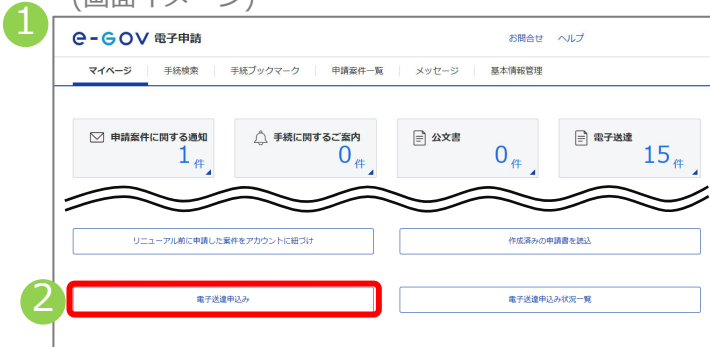 (画面イメージ)
1
e-GOV 電子申請
お問合せ ヘルプ
マイページ 手続検索 手続ブックマーク 申請案件一覧 メッセージ 基本情報管理
申請案件に関する通知 手続に関するご案内 公文書 電子送達
1件 0件 0件 15件
リニューアル前に申請した案件をアカウントに紐づけ 作成済みの申請書を読込
2
電子送達申込み 電子送達申込み状況一覧